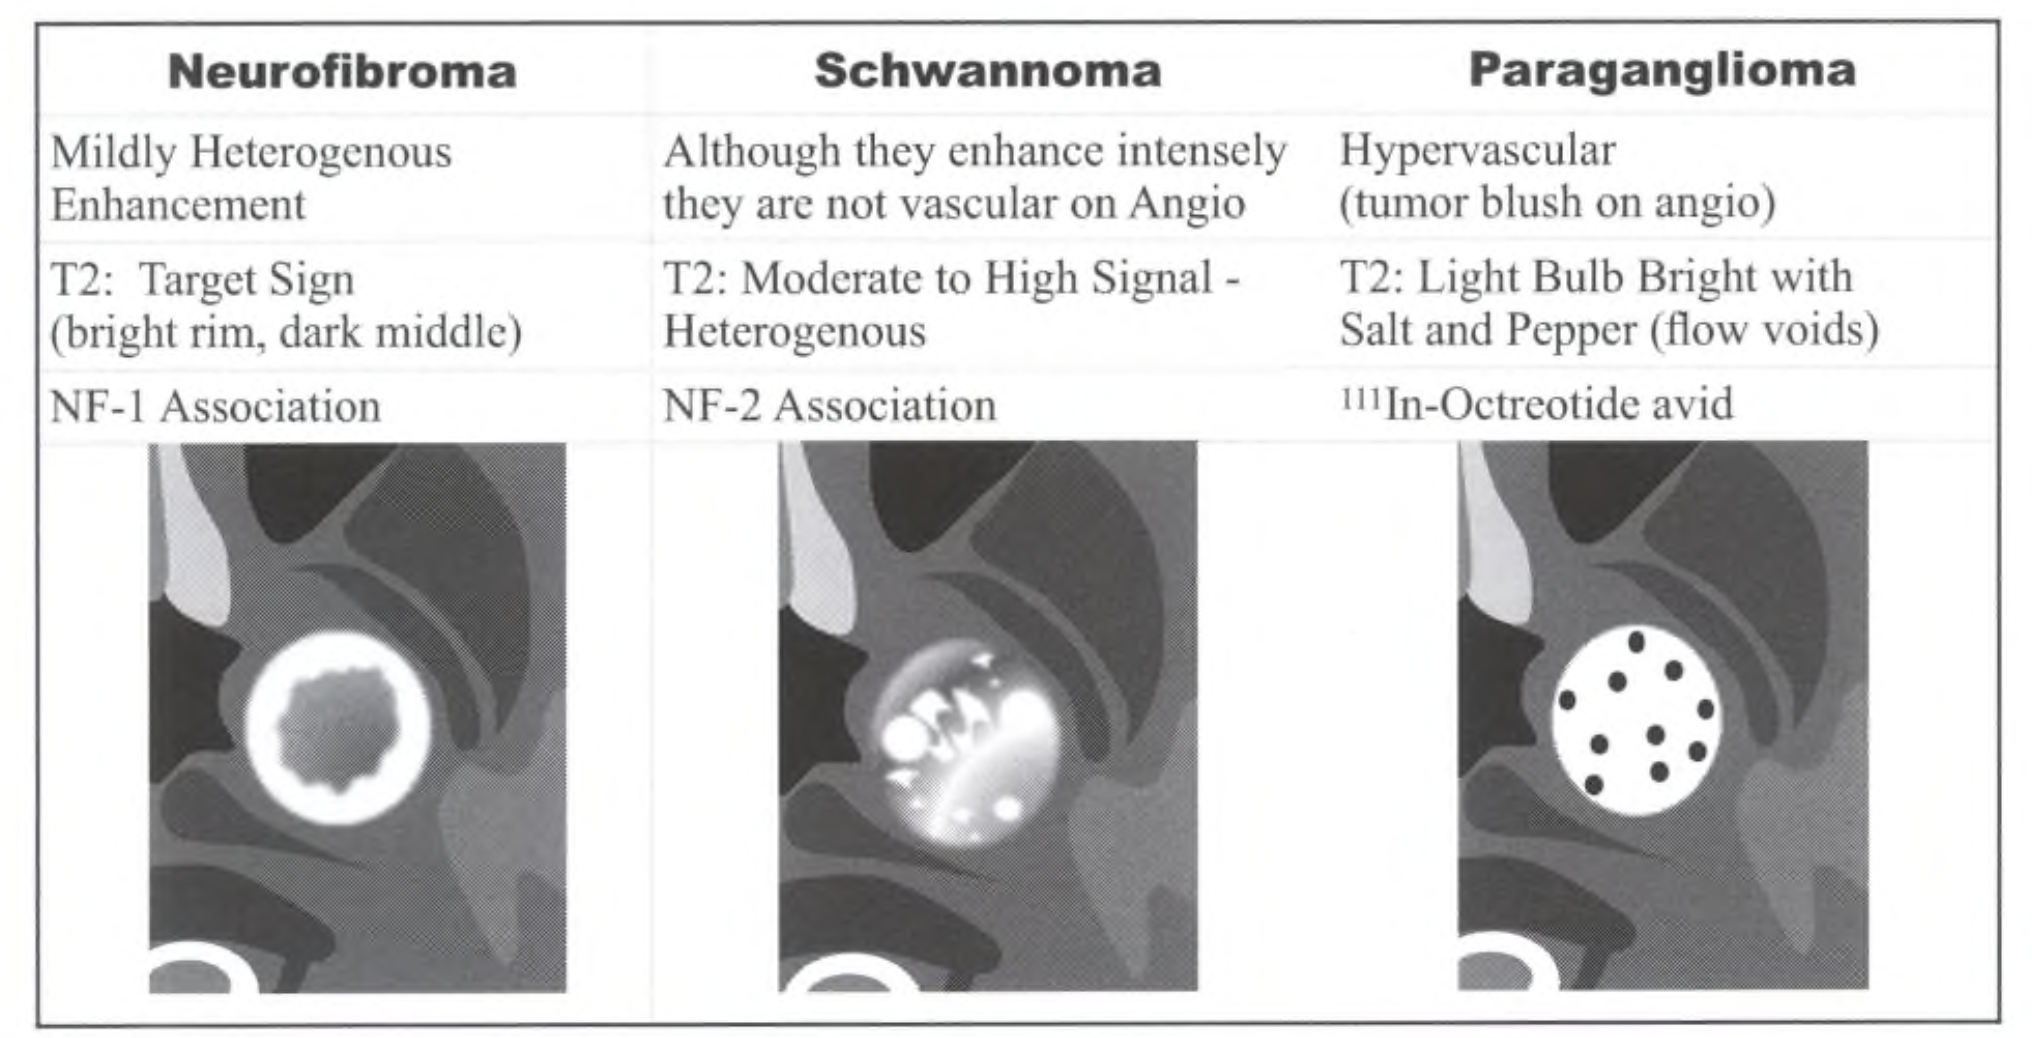 Neurofibroma
Schwannoma
Paraganglioma
Mildly Heterogenous
Enhancement
Although they enhance intensely
they are not vascular on Angio
Hypervascular
(tumor blush on angio)
T2: Target Sign
(bright rim, dark middle)
T2: Moderate to High Signal -
Heterogenous
T2: Light Bulb Bright with
Salt and Pepper (flow voids)
NF-1 Association
NF-2 Association
¹¹¹In-Octreotide avid